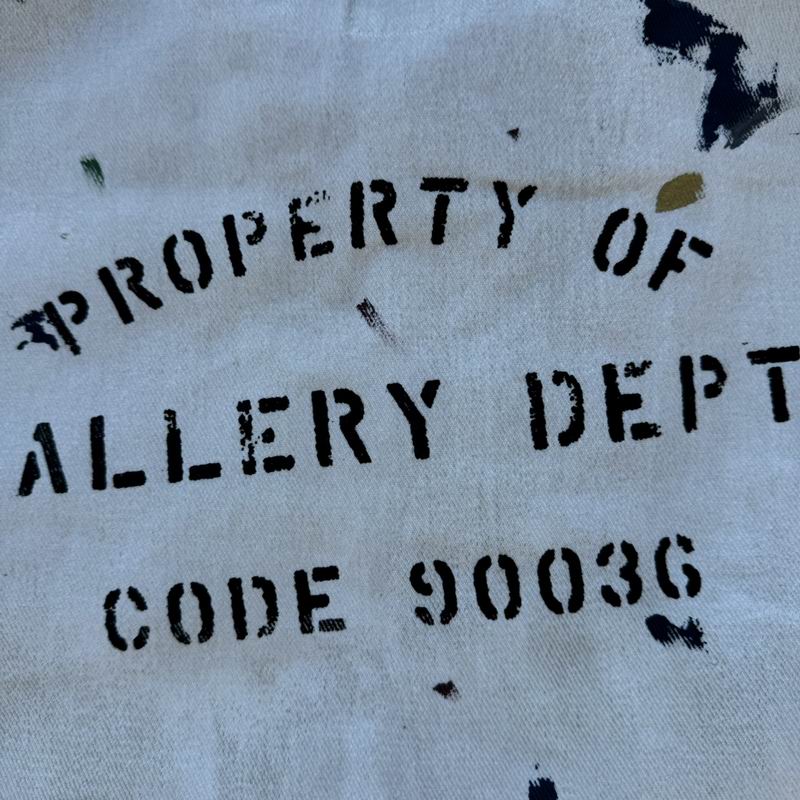 PROPERTY OF
ALLERY DEPT
CODE 90036